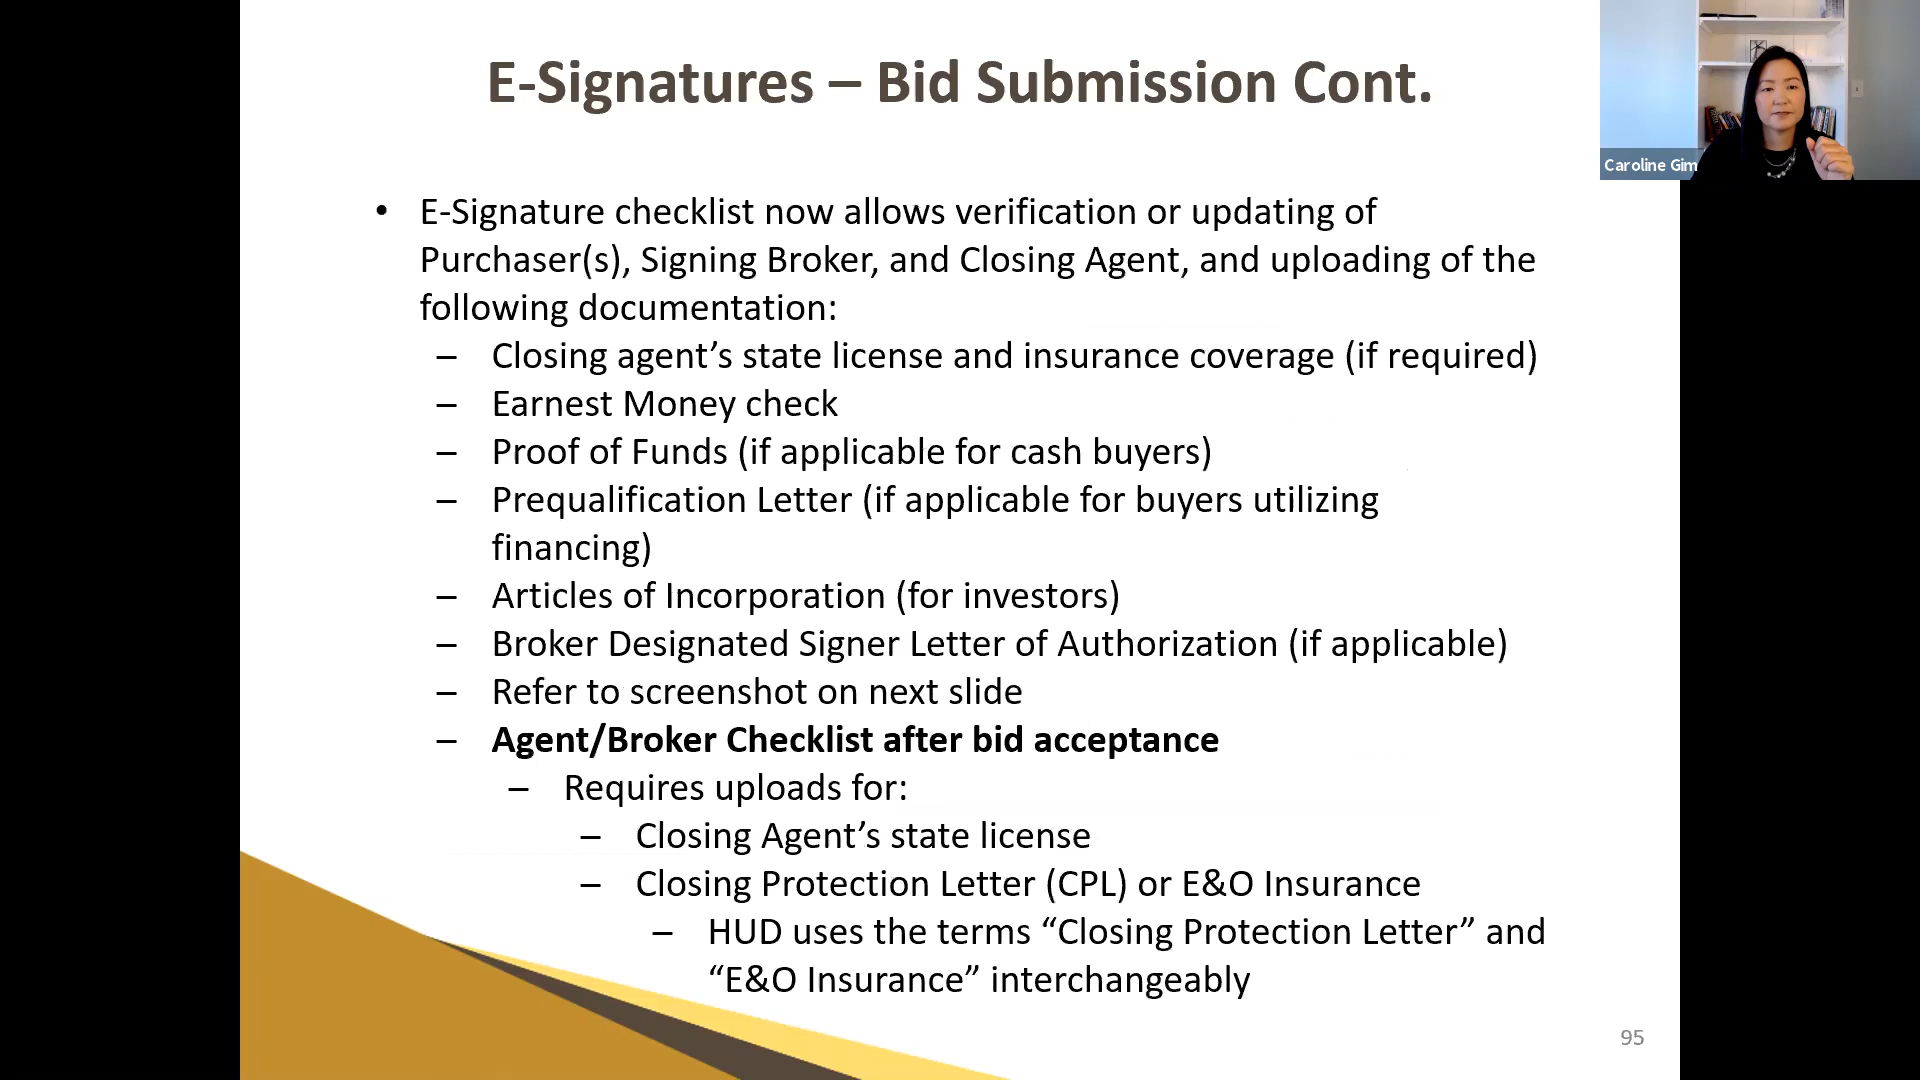 E-Signatures – Bid Submission Cont.
Caroline Gim
• E-Signature checklist now allows verification or updating of
Purchaser(s), Signing Broker, and Closing Agent, and uploading of the
following documentation:
– Closing agent’s state license and insurance coverage (if required)
– Earnest Money check
– Proof of Funds (if applicable for cash buyers)
– Prequalification Letter (if applicable for buyers utilizing
financing)
– Articles of Incorporation (for investors)
– Broker Designated Signer Letter of Authorization (if applicable)
– Refer to screenshot on next slide
– Agent/Broker Checklist after bid acceptance
– Requires uploads for:
– Closing Agent’s state license
– Closing Protection Letter (CPL) or E&O Insurance
– HUD uses the terms “Closing Protection Letter” and
“E&O Insurance” interchangeably
95